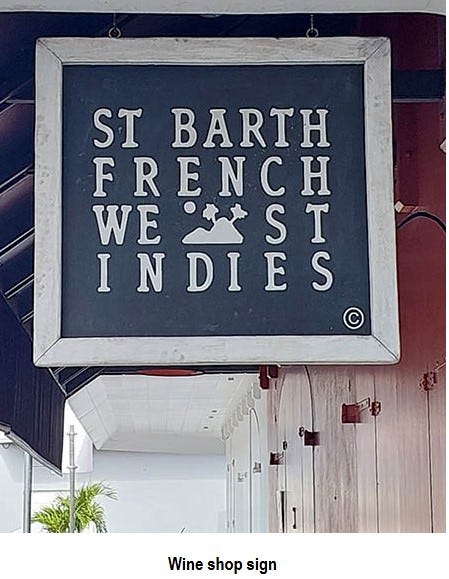 ST BARTH
FRENCH
WE ST
INDIES
©
Wine shop sign